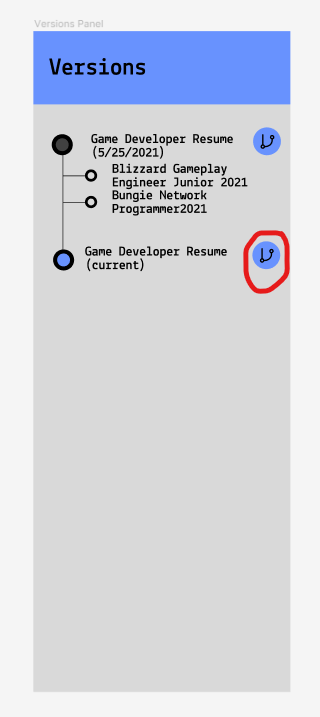 Versions Panel
Versions
Game Developer Resume
(5/25/2021)
Blizzard Gameplay
Engineer Junior 2021
Bungie Network
Programmer2021
Game Developer Resume
(current)